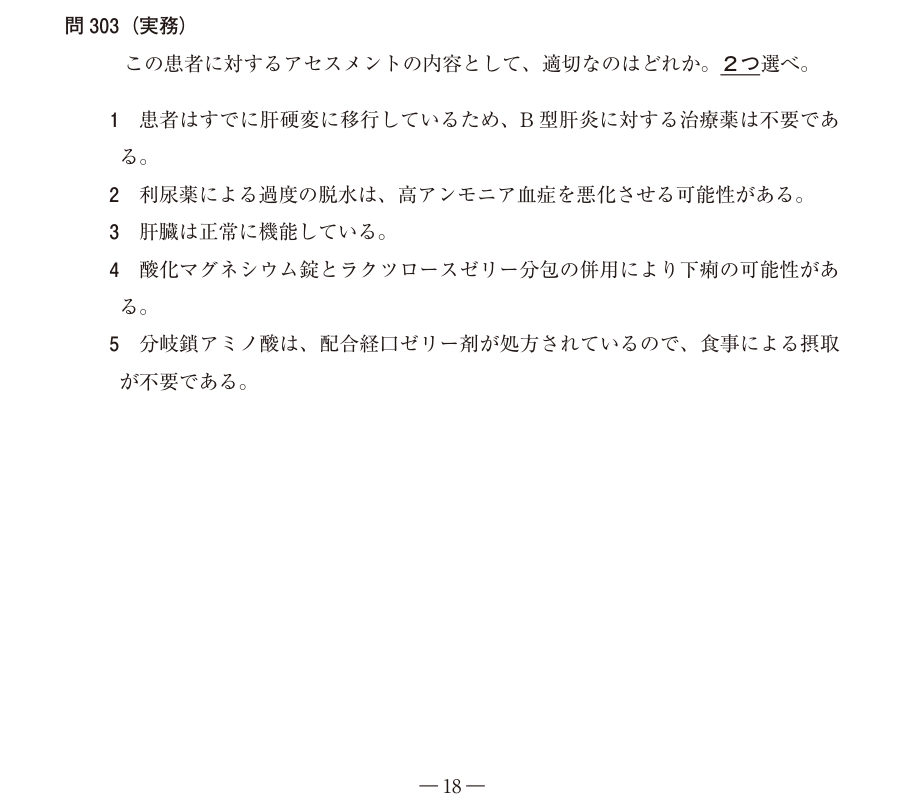 問 303（実務）
この患者に対するアセスメントの内容として、適切なのはどれか。２つ選べ。
1　患者はすでに肝硬変に移行しているため、B 型肝炎に対する治療薬は不要であ
る。
2　利尿薬による過度の脱水は、高アンモニア血症を悪化させる可能性がある。
3　肝臓は正常に機能している。
4　酸化マグネシウム錠とラクツロースゼリー分包の併用により下痢の可能性があ
る。
5　分岐鎖アミノ酸は、配合経口ゼリー剤が処方されているので、食事による摂取
が不要である。
― 18 ―